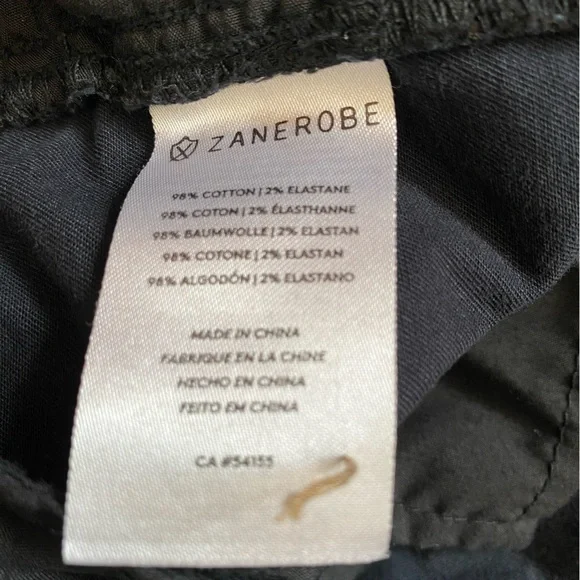 ZANEROBE
98% COTTON | 2% ELASTANE
98% COTON | 2% ÉLASTHANNE
98% BAUMWOLLE | 2% ELASTAN
98% COTONE | 2% ELASTAN
98% ALGODÓN | 2% ELASTANO
MADE IN CHINA
FABRIQUE EN LA CHINE
HECHO EN CHINA
FEITO EM CHINA
CA #54155